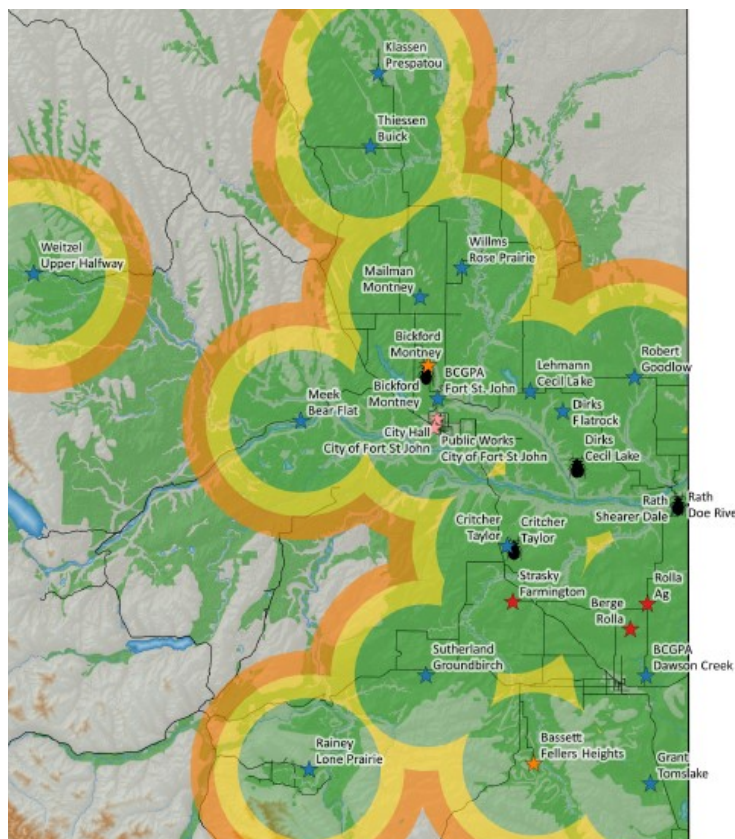 Klassen
Prespatou
Thiessen
Buick
Weitzel
Upper Halfway
Willms
Rose Prairie
Mailman
Montney
Bickford
Montney
BCGPA
Fort St. John
Bickford
Montney
Lehmann
Cecil Lake
Robert
Goodlow
Meek
Bear Flat
Dirks
Flatrock
City Hall
City of Fort St John
Public Works
City of Fort St John
Dirks
Cecil Lake
Rath
Shearer Dale
Rath
Doe River
Critcher
Taylor
Critcher
Taylor
Strasky
Farmington
Rolla
Ag
Berge
Rolla
Sutherland
Groundbirch
BCGPA
Dawson Creek
Rainey
Lone Prairie
Bassett
Fellers Heights
Grant
Tomslake